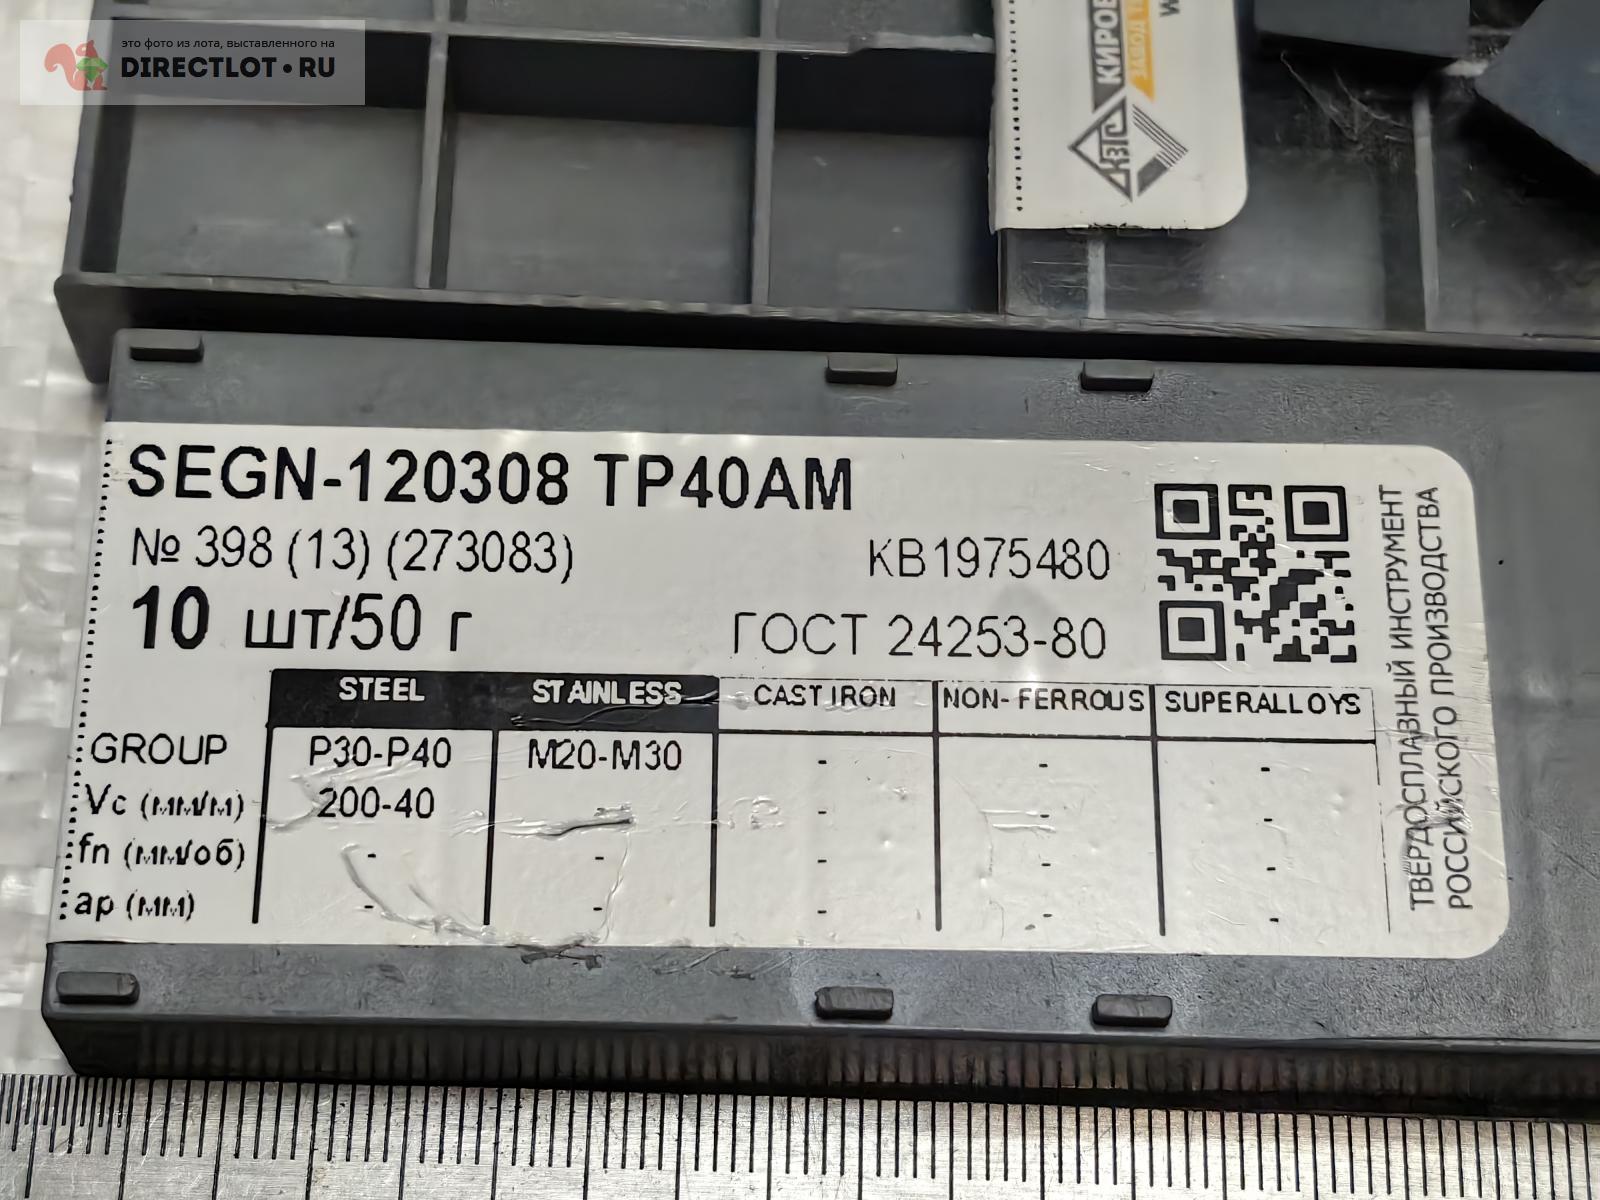 это фото из лота, выставленного на
DIRECTLOT•RU
КЗТС
SEGN-120308 TP40AM
№ 398 (13) (273083)
КВ1975480
10 шт/50 г
ГОСТ 24253-80
STEEL STAINLESS CAST IRON NON-FERROUS SUPERALLOYS
GROUP P30-P40 M20-M30 - - -
Vc (мм/м) 200-40 - - -
fn (мм/об) - - - - -
ap (мм) - - - - -
ТВЕРДОСПЛАВНЫЙ ИНСТРУМЕНТ
РОССИЙСКОГО ПРОИЗВОДСТВА